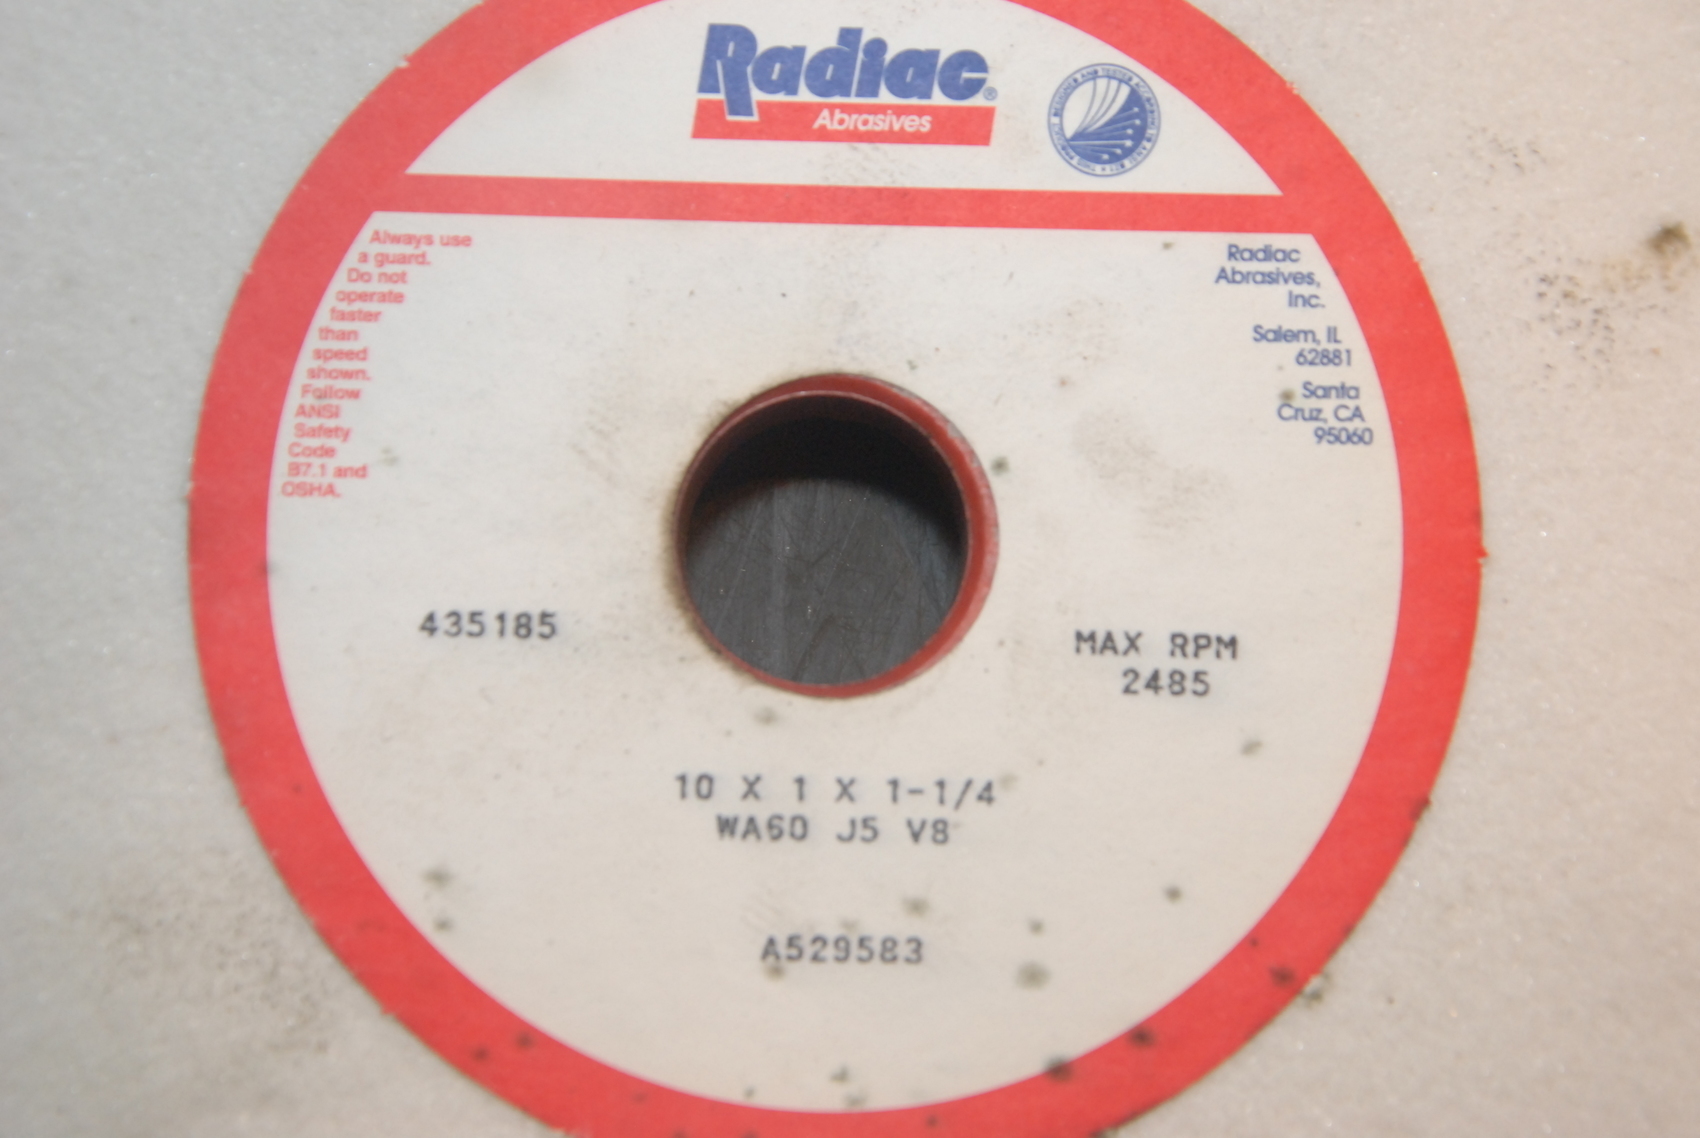 Radiac®
Abrasives
Always use
a guard.
Do not
operate
faster
than
speed
shown.
Follow
ANSI
Safety
Code
B7.1 and
OSHA.
Radiac
Abrasives,
Inc.
Salem, IL
62881
Santa
Cruz, CA
95060
435185
MAX RPM
2485
10 X 1 X 1-1/4
WA60 J5 V8
A529583